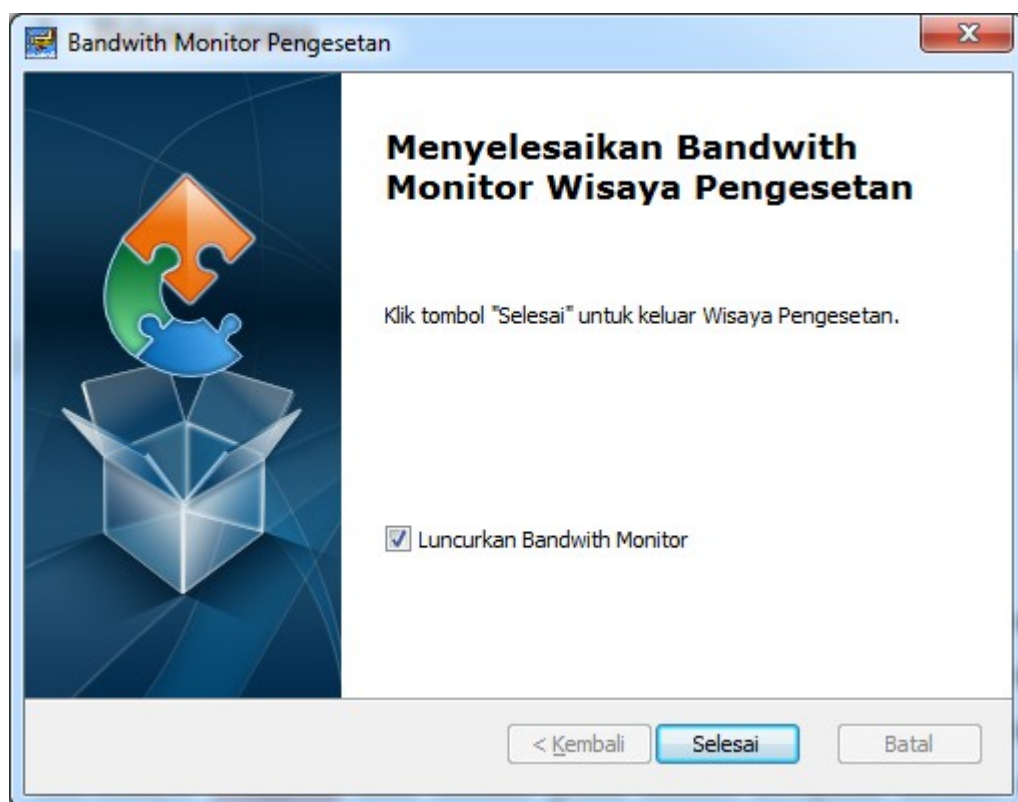 Bandwith Monitor Pengesetan
Menyelesaikan Bandwith
Monitor Wisaya Pengesetan
Klik tombol "Selesai" untuk keluar Wisaya Pengesetan.
Luncurkan Bandwith Monitor
< Kembali Selesai Batal